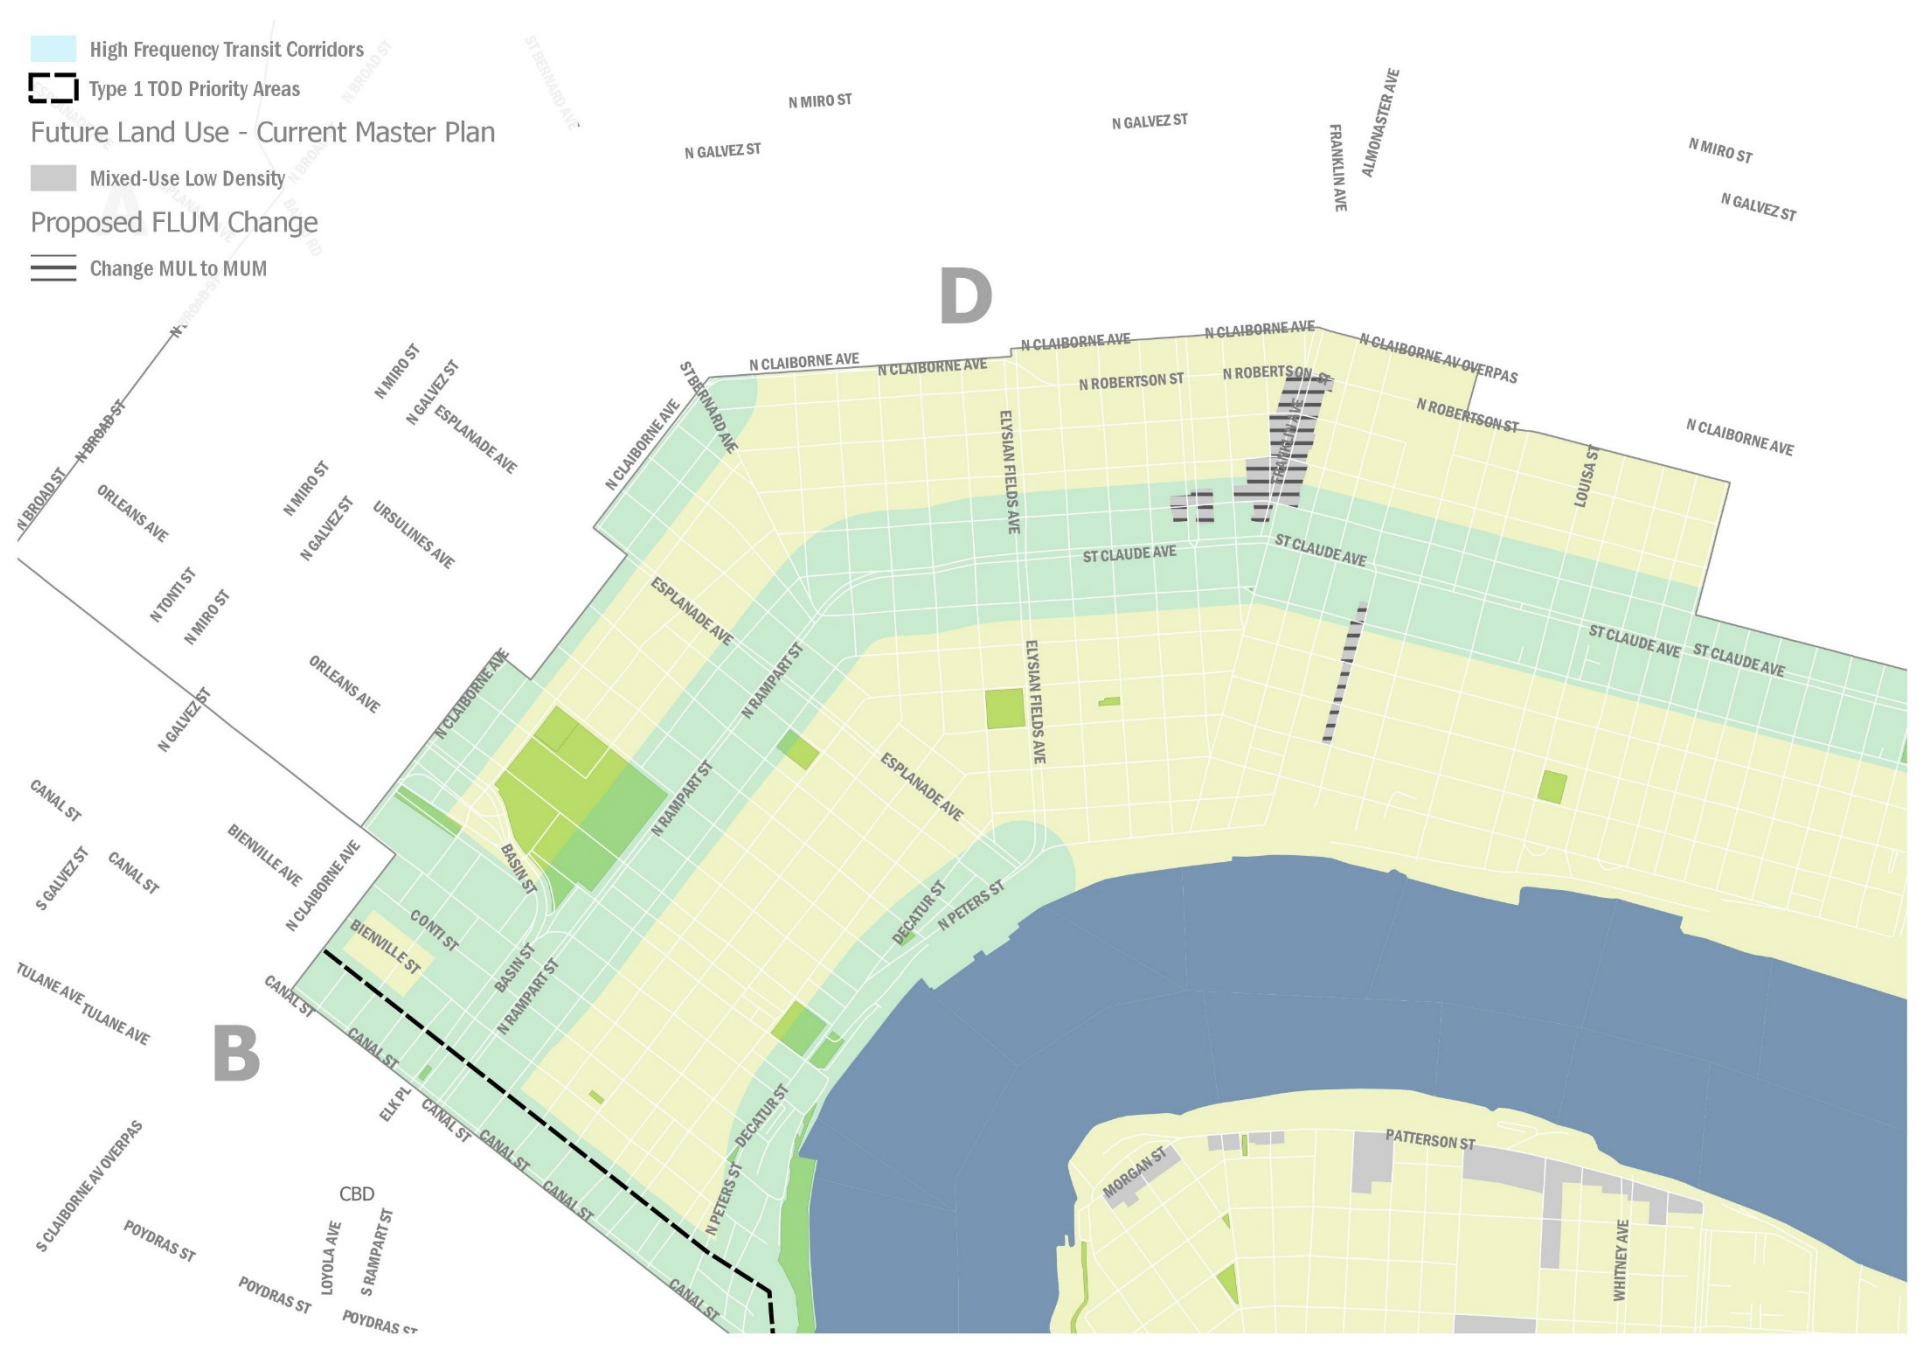 High Frequency Transit Corridors
Type 1 TOD Priority Areas
Future Land Use - Current Master Plan
Mixed-Use Low Density
Proposed FLUM Change
Change MUL to MUM
N BROAD ST
ST BERNARD AVE
N MIRO ST
N GALVEZ ST
N GALVEZ ST
FRANKLIN AVE
ALMONASTER AVE
N MIRO ST
N GALVEZ ST
N BROAD ST
D
N CLAIBORNE AVE
N CLAIBORNE AVE
N CLAIBORNE AVE
N CLAIBORNE AVE
N CLAIBORNE AV OVERPAS
N ROBERTSON ST
N ROBERTSON ST
N ROBERTSON ST
N CLAIBORNE AVE
N MIRO ST
N GALVEZ ST
ESPLANADE AVE
ST BERNARD AVE
N CLAIBORNE AVE
ELYSIAN FIELDS AVE
FRANKLIN AVE
LOUISA ST
N BROAD ST
N BROAD ST
ORLEANS AVE
N MIRO ST
N GALVEZ ST
URSULINES AVE
ST CLAUDE AVE
ST CLAUDE AVE
ST CLAUDE AVE
ST CLAUDE AVE
N TONTI ST
N MIRO ST
ESPLANADE AVE
N RAMPART ST
ELYSIAN FIELDS AVE
ORLEANS AVE
N CLAIBORNE AVE
N GALVEZ ST
N RAMPART ST
ESPLANADE AVE
CANAL ST
BIENVILLE AVE
S GALVEZ ST
CANAL ST
N CLAIBORNE AVE
BASIN ST
DECATUR ST
N PETERS ST
CONTI ST
BIENVILLE ST
BASIN ST
N RAMPART ST
TULANE AVE
TULANE AVE
CANAL ST
B
CANAL ST
ELK PL
CANAL ST
CANAL ST
CANAL ST
DECATUR ST
N PETERS ST
MORGAN ST
PATTERSON ST
WHITNEY AVE
S CLAIBORNE AV OVERPAS
CBD
POYDRAS ST
LOYOLA AVE
S RAMPART ST
POYDRAS ST
POYDRAS ST
CANAL ST